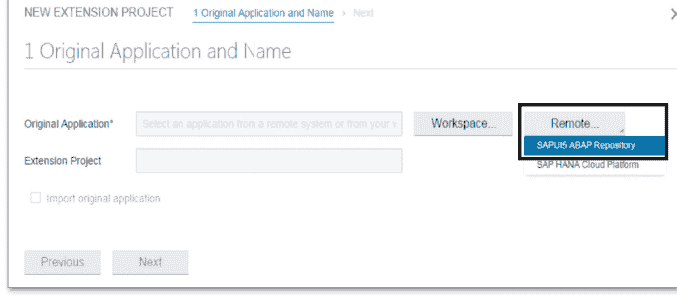 NEW EXTENSION PROJECT 1 Original Application and Name > Next
1 Original Application and Name
Original Application* Select an application from a remote system or from your w Workspace... Remote...
SAPUI5 ABAP Repository
Extension Project SAP HANA Cloud Platform
Import original application
Previous Next